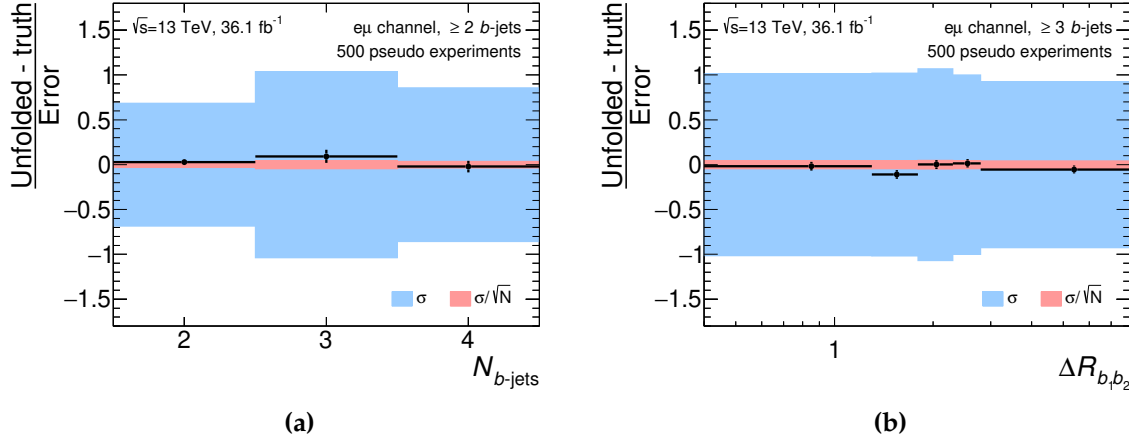 √s=13 TeV, 36.1 fb⁻¹
eμ channel, ≥ 2 b-jets
500 pseudo experiments
Unfolded - truth
Error
1.5
1
0.5
0
−0.5
−1
−1.5
σ
σ/√N
2 3 4
N_{b-jets}
(a)
√s=13 TeV, 36.1 fb⁻¹
eμ channel, ≥ 3 b-jets
500 pseudo experiments
Unfolded - truth
Error
1.5
1
0.5
0
−0.5
−1
−1.5
σ
σ/√N
1
ΔR_{b₁b₂}
(b)